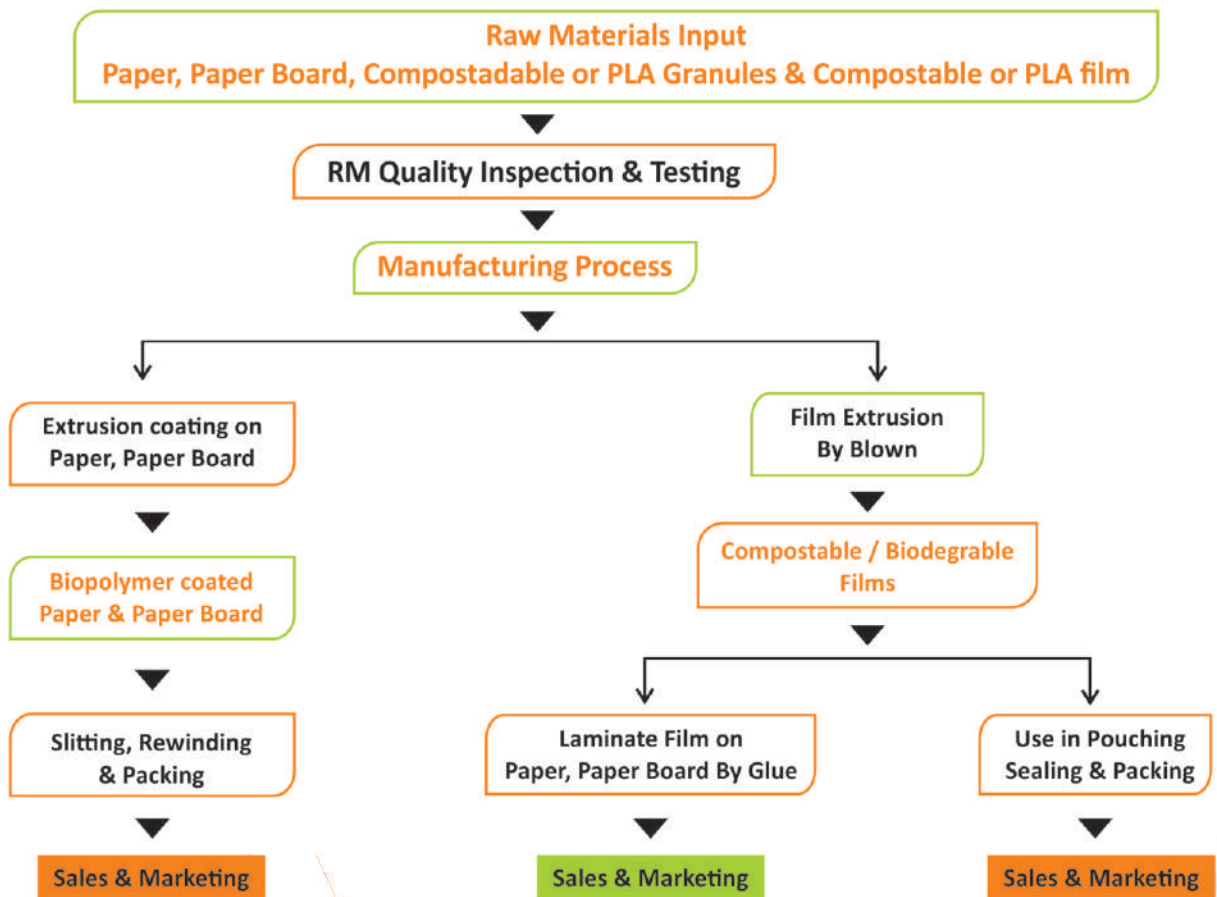 Raw Materials Input
Paper, Paper Board, Compostadable or PLA Granules & Compostable or PLA film
RM Quality Inspection & Testing
Manufacturing Process
Extrusion coating on
Paper, Paper Board
Film Extrusion
By Blown
Biopolymer coated
Paper & Paper Board
Compostable / Biodegrable
Films
Slitting, Rewinding
& Packing
Laminate Film on
Paper, Paper Board By Glue
Use in Pouching
Sealing & Packing
Sales & Marketing
Sales & Marketing
Sales & Marketing